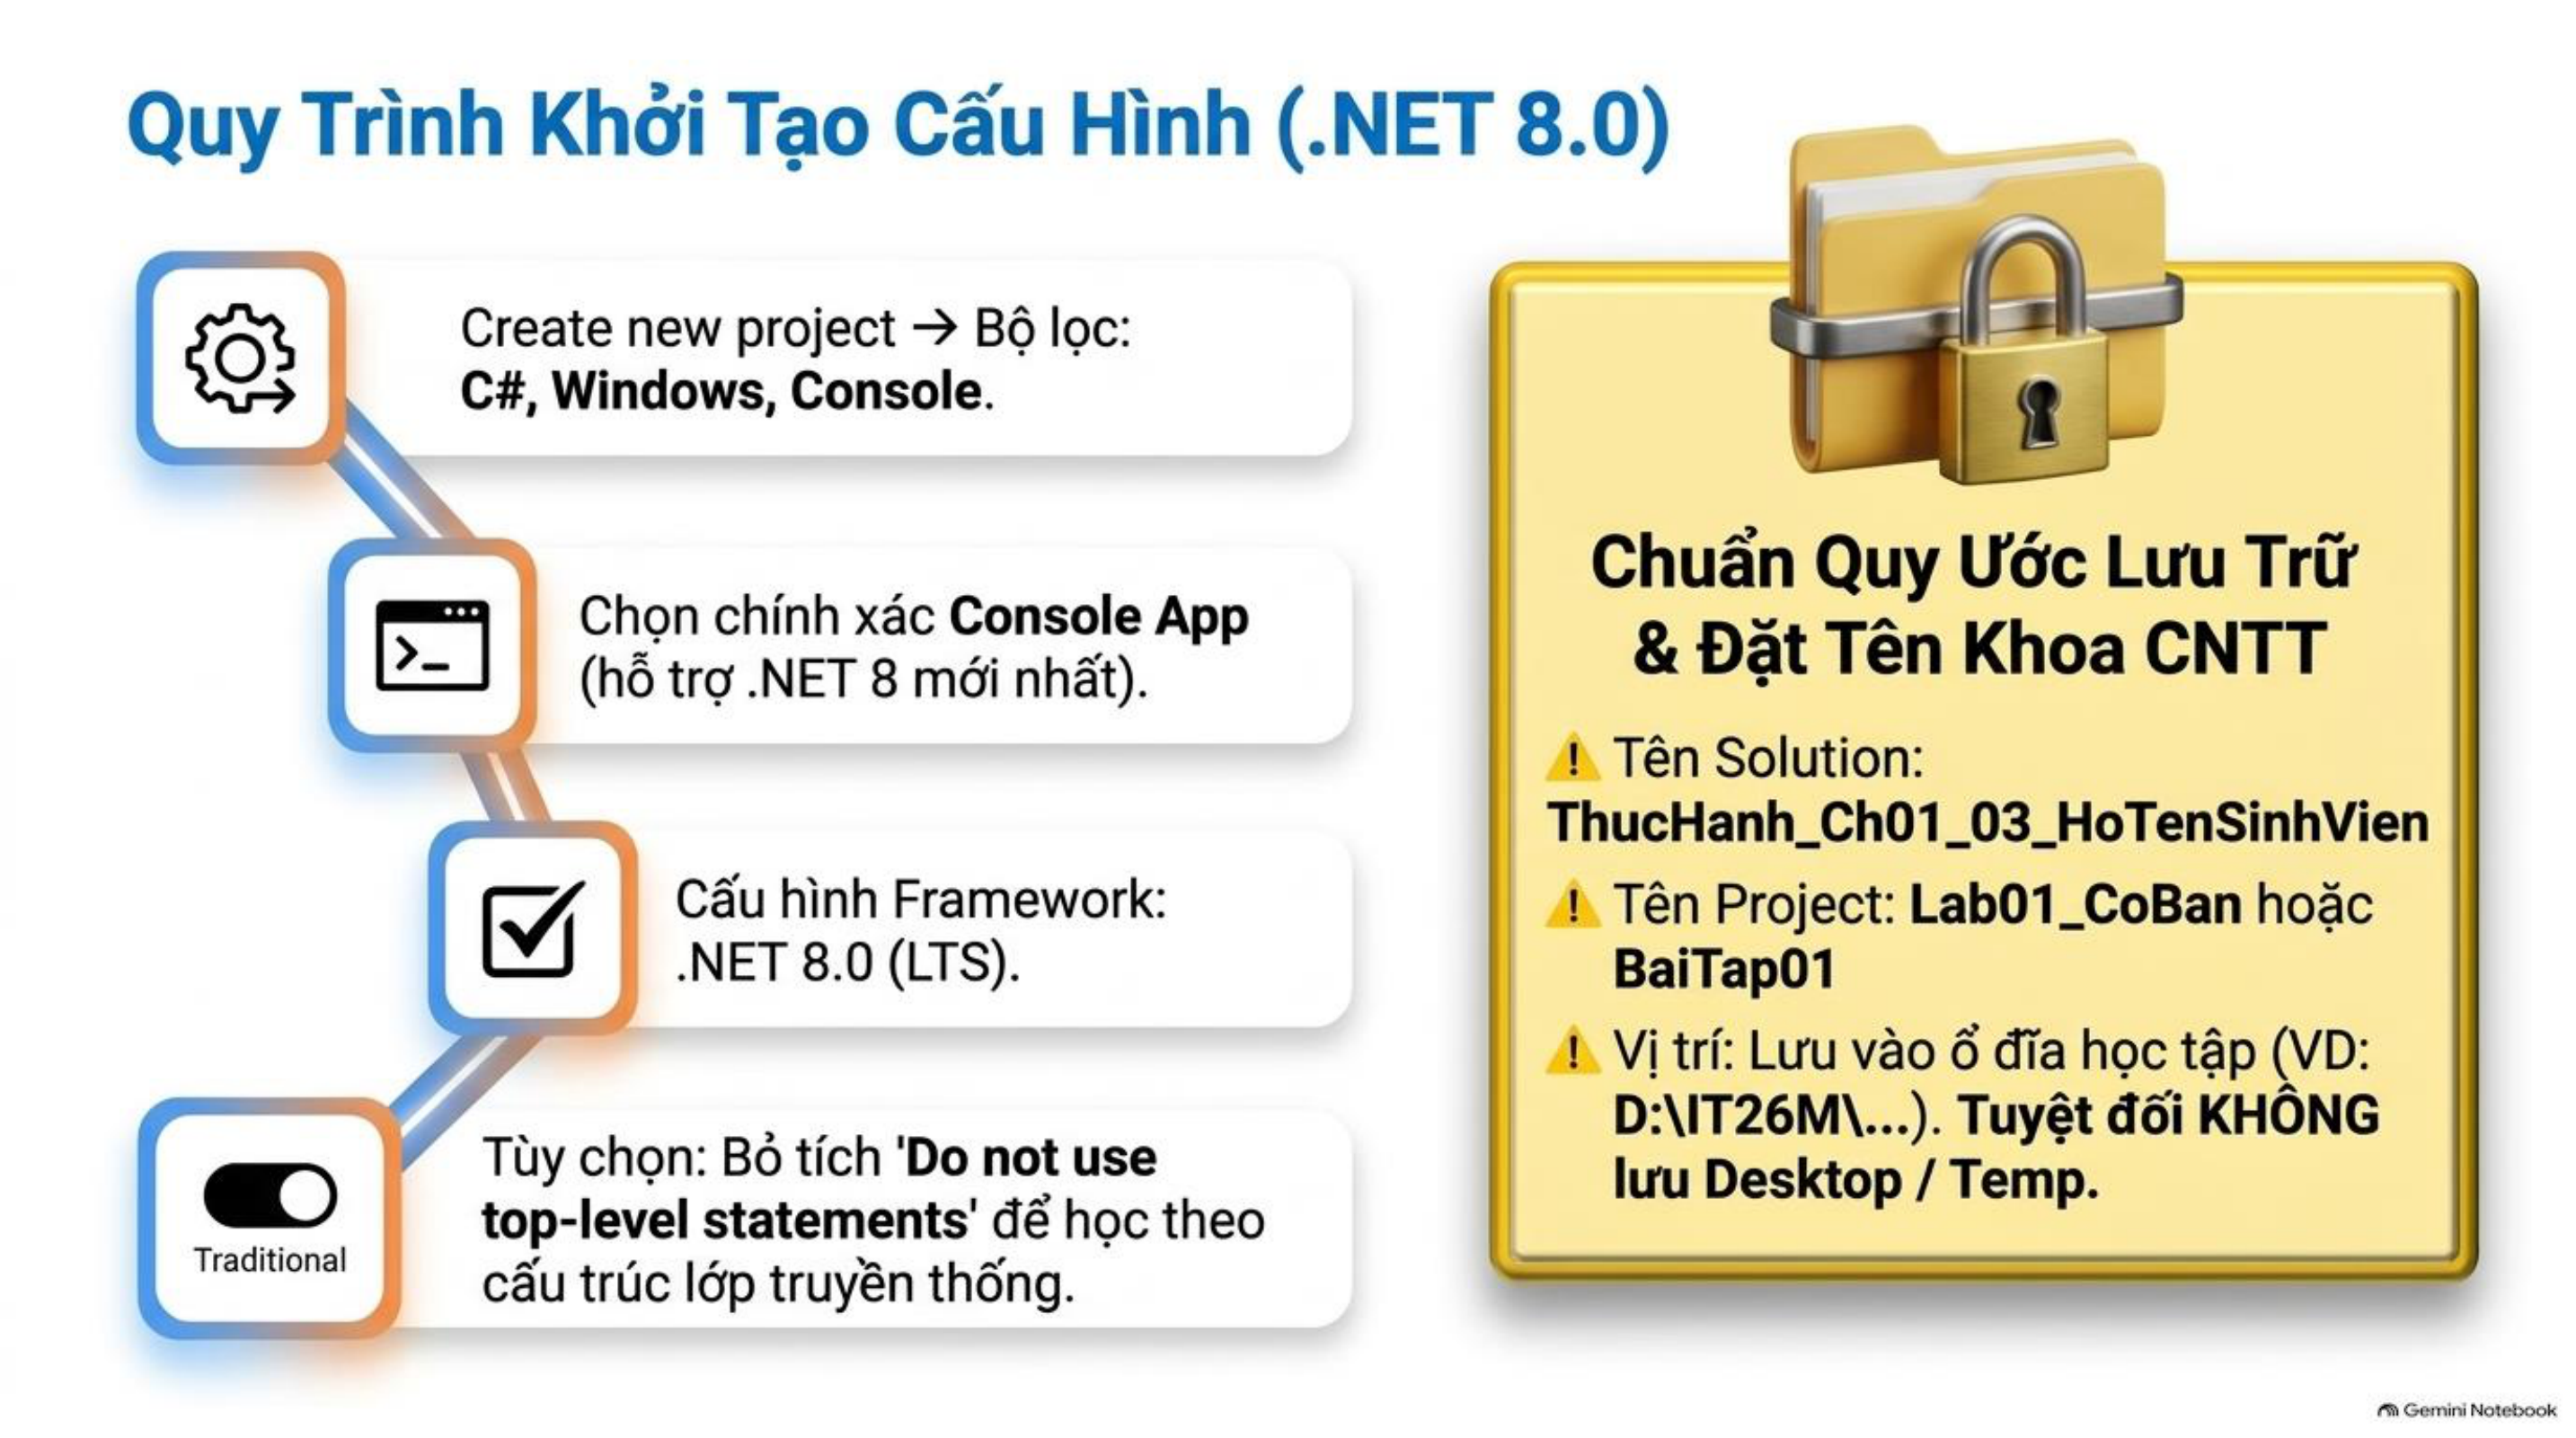 Quy Trình Khởi Tạo Cấu Hình (.NET 8.0)
Create new project → Bộ lọc:
C#, Windows, Console.
>_
Chọn chính xác Console App
(hỗ trợ .NET 8 mới nhất).
Cấu hình Framework:
.NET 8.0 (LTS).
Traditional
Tùy chọn: Bỏ tích 'Do not use
top-level statements' để học theo
cấu trúc lớp truyền thống.
Chuẩn Quy Ước Lưu Trữ
& Đặt Tên Khoa CNTT
⚠ Tên Solution:
ThucHanh_Ch01_03_HoTenSinhVien
⚠ Tên Project: Lab01_CoBan hoặc
BaiTap01
⚠ Vị trí: Lưu vào ổ đĩa học tập (VD:
D:\IT26M\...). Tuyệt đối KHÔNG
lưu Desktop / Temp.
Gemini Notebook